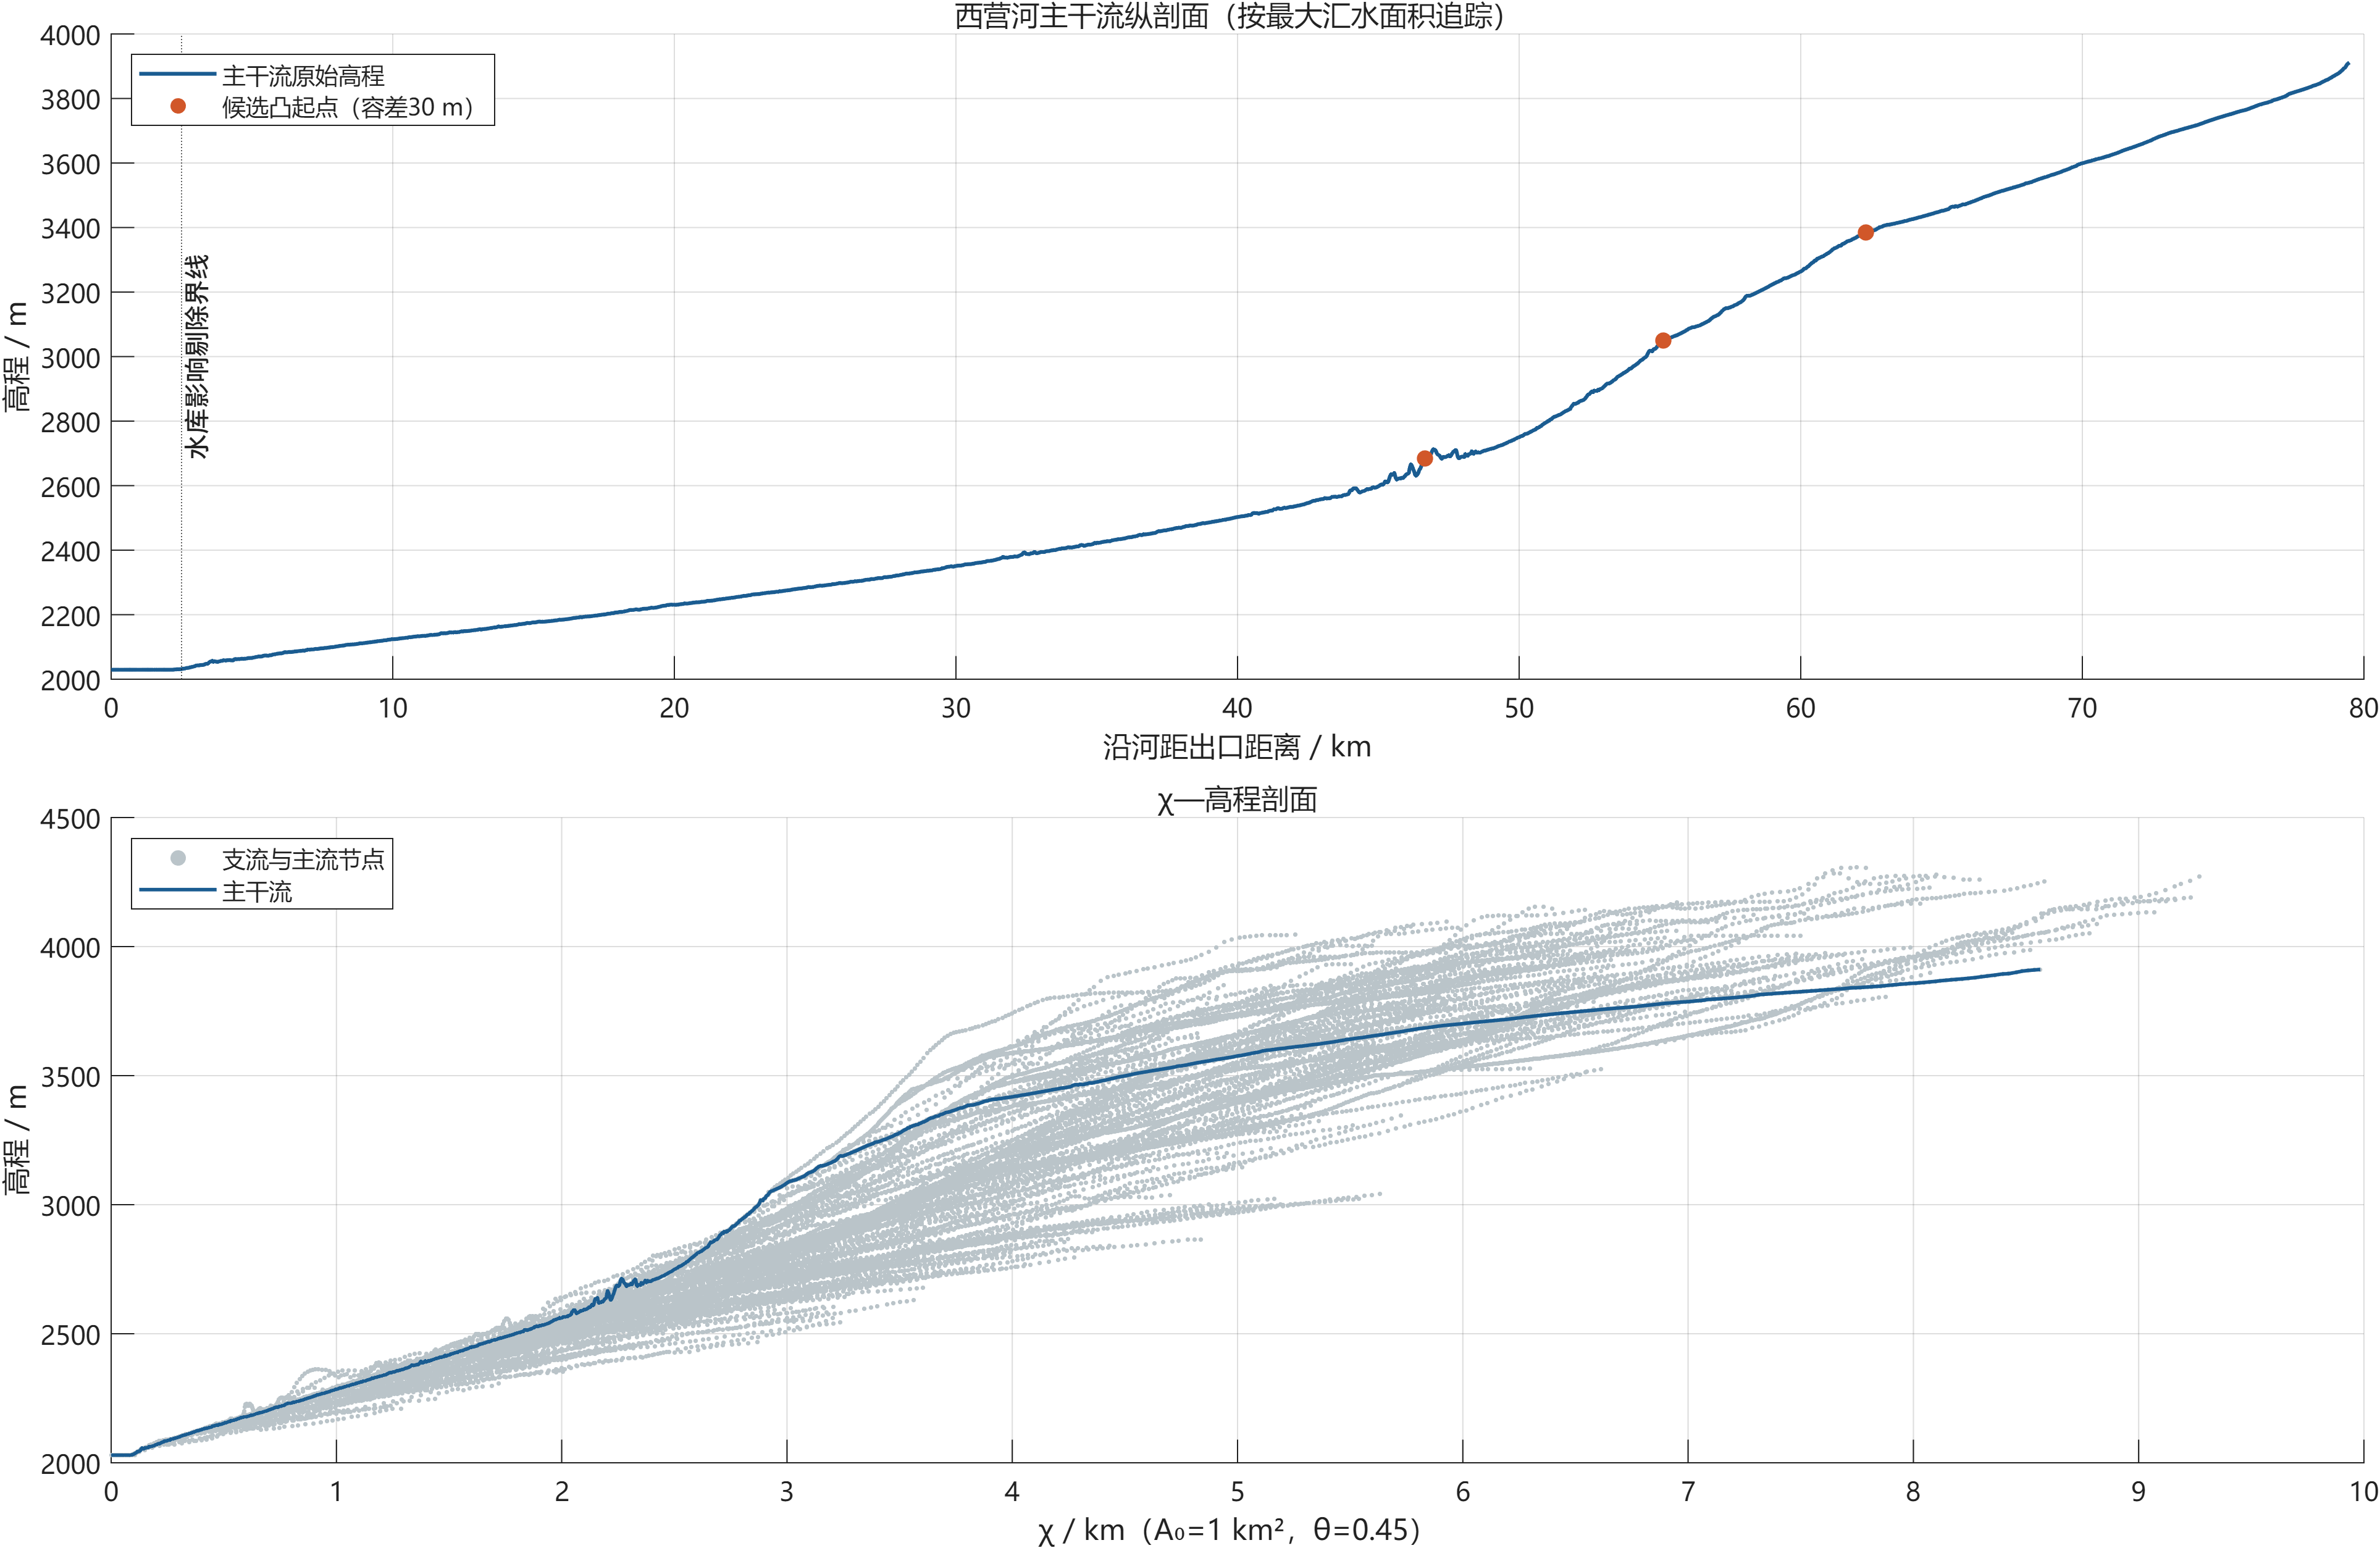 西营河主干流纵剖面（按最大汇水面积追踪）
4000
3800
3600
3400
3200
3000
2800
2600
2400
2200
2000
高程 / m
主干流原始高程
候选凸起点（容差30 m）
水库影响剔除界线
0 10 20 30 40 50 60 70 80
沿河距出口距离 / km
χ—高程剖面
4500
4000
3500
3000
2500
2000
高程 / m
支流与主流节点
主干流
0 1 2 3 4 5 6 7 8 9 10
χ / km（A₀=1 km²，θ=0.45）